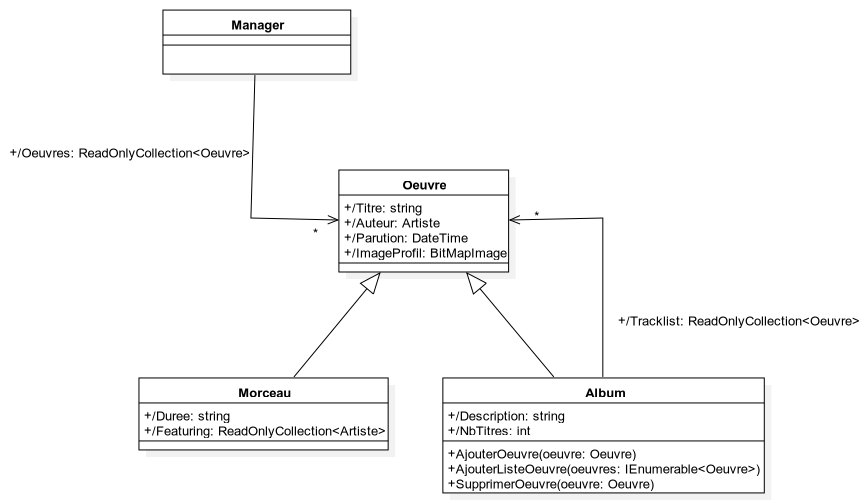 Manager
+/Oeuvres: ReadOnlyCollection<Oeuvre>
*
Oeuvre
+/Titre: string
+/Auteur: Artiste
+/Parution: DateTime
+/ImageProfil: BitMapImage
*
+/Tracklist: ReadOnlyCollection<Oeuvre>
Morceau
+/Duree: string
+/Featuring: ReadOnlyCollection<Artiste>
Album
+/Description: string
+/NbTitres: int
+AjouterOeuvre(oeuvre: Oeuvre)
+AjouterListeOeuvre(oeuvres: IEnumerable<Oeuvre>)
+SupprimerOeuvre(oeuvre: Oeuvre)